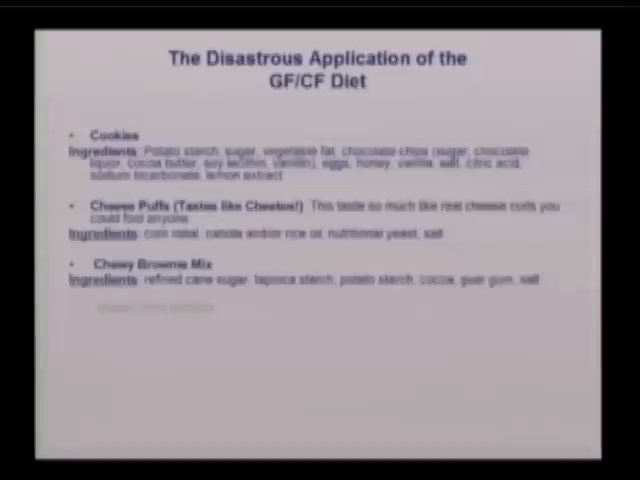 The Disastrous Application of the
GF/CF Diet
• Cookies
Ingredients: Potato starch, sugar, vegetable fat, chocolate chips (sugar, chocolate
liquor, cocoa butter, soy lecithin, vanillin), eggs, honey, vanilla, salt, citric acid,
sodium bicarbonate, lemon extract
• Cheese Puffs (Tastes like Cheetos!) This taste so much like real cheese curls you
could fool anyone
Ingredients: corn meal, canola and/or rice oil, nutritional yeast, salt
• Chewy Brownie Mix
Ingredients: refined cane sugar, tapioca starch, potato starch, cocoa, guar gum, salt